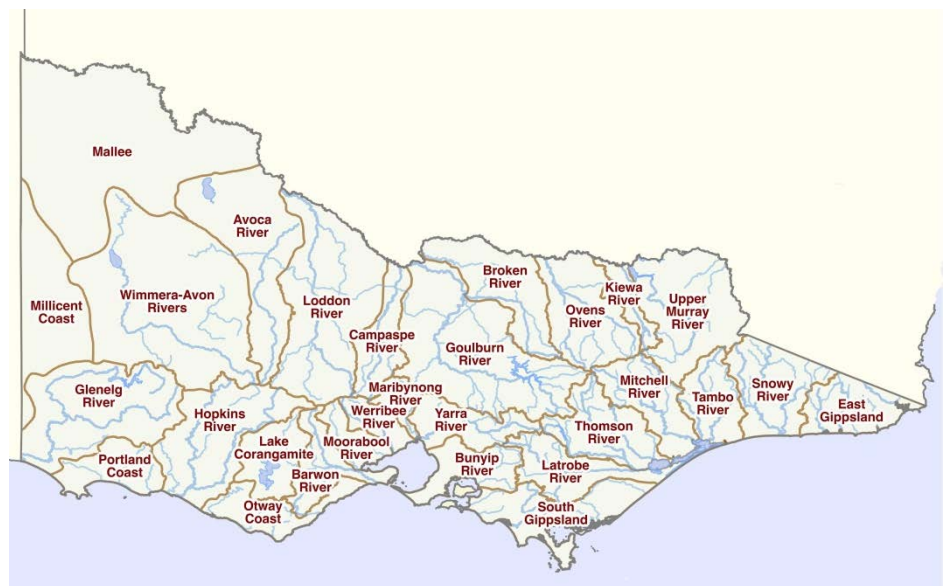 Mallee
Avoca
River
Broken
River
Kiewa
River
Millicent
Coast
Wimmera-Avon
Rivers
Loddon
River
Ovens
River
Upper
Murray
River
Campaspe
River
Goulburn
River
Glenelg
River
Hopkins
River
Maribynong
River
Mitchell
River
Tambo
River
Snowy
River
East
Gippsland
Werribee
River
Yarra
River
Thomson
River
Portland
Coast
Lake
Corangamite
Moorabool
River
Bunyip
River
Latrobe
River
Barwon
River
Otway
Coast
South
Gippsland